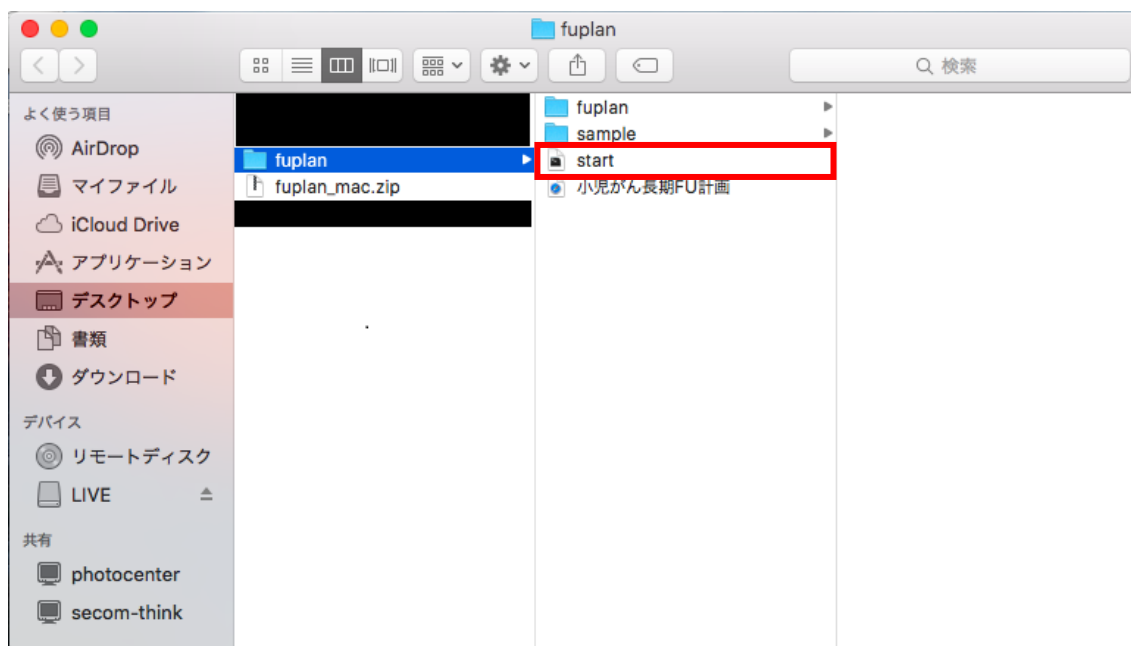 fuplan
検索
よく使う項目
AirDrop
マイファイル
iCloud Drive
アプリケーション
デスクトップ
書類
ダウンロード
デバイス
リモートディスク
LIVE
共有
photocenter
secom-think
fuplan
fuplan_mac.zip
fuplan
sample
start
小児がん長期FU計画